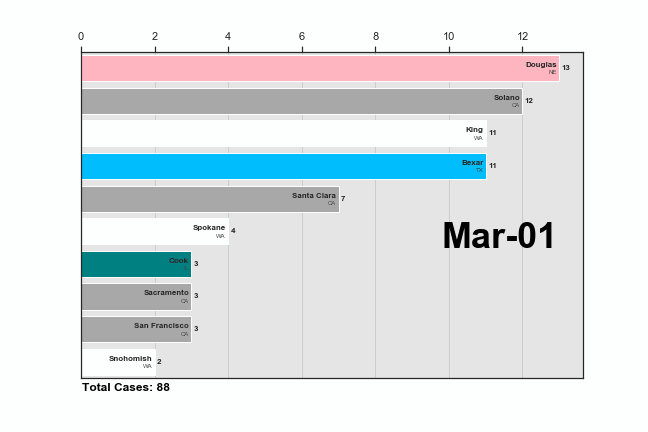 0 2 4 6 8 10 12
Douglas 13
NE
Solano 12
CA
King 11
WA
Bexar 11
TX
Santa Clara 7
CA
Spokane 4
WA
Mar-01
Cook 3
Sacramento 3
CA
San Francisco 3
CA
Snohomish 2
WA
Total Cases: 88